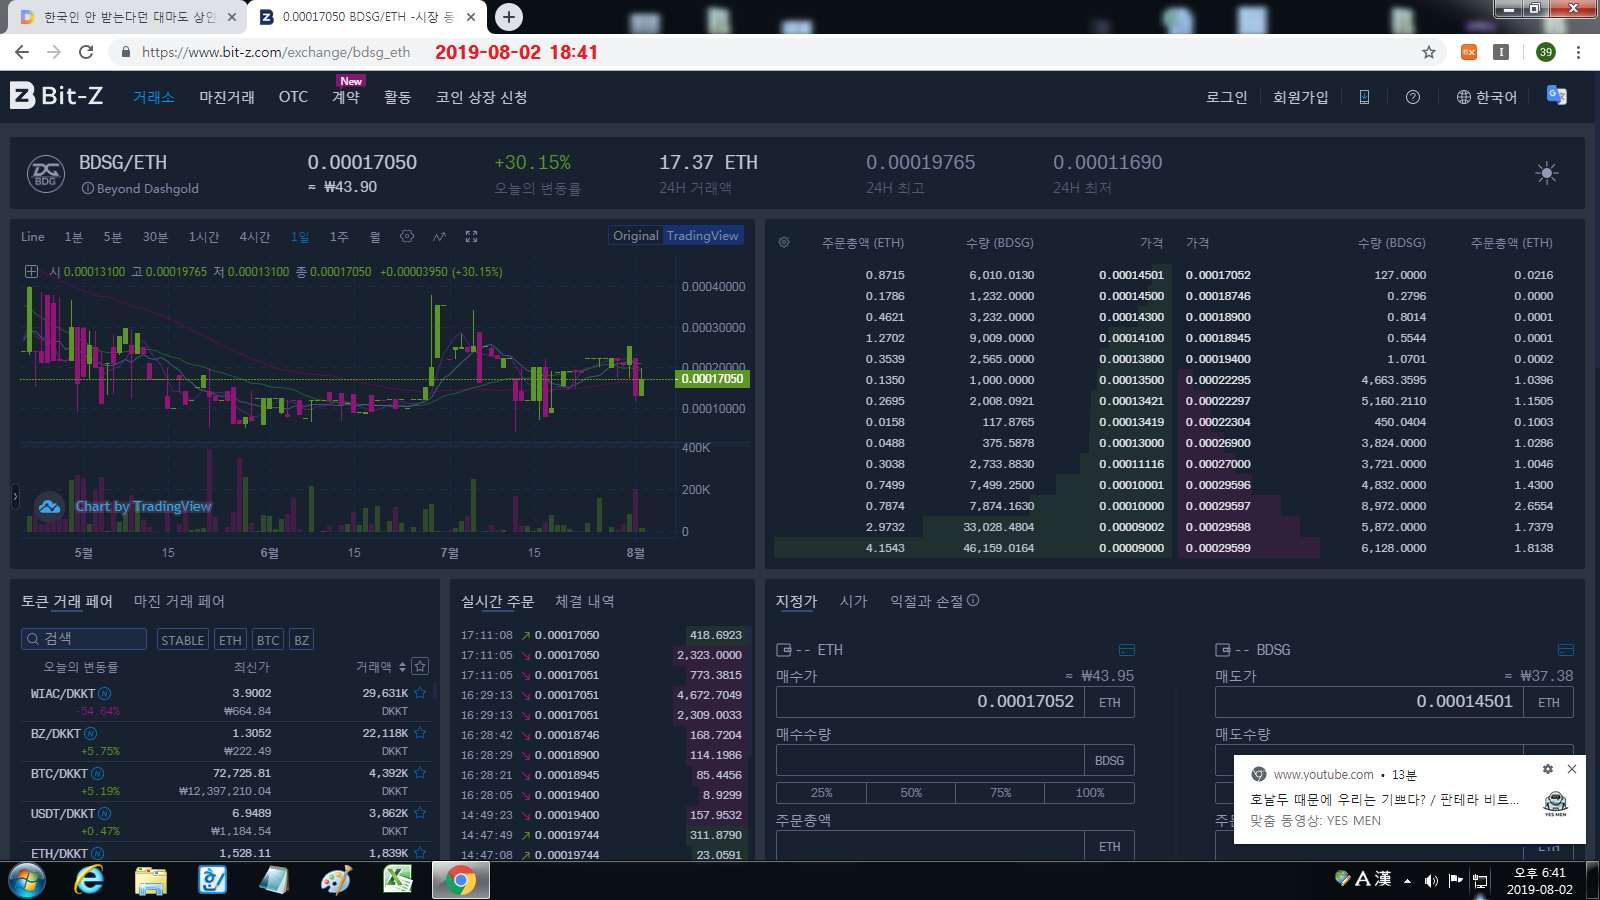 한국인 안 받는다던 대마도 상인
0.00017050 BDSG/ETH -시장 동
https://www.bit-z.com/exchange/bdsg_eth
2019-08-02 18:41
39
Bit-Z
거래소
마진거래
OTC
New
계약
활동
코인 상장 신청
로그인
회원가입
한국어
BDSG/ETH
Beyond Dashgold
0.00017050
≈ ₩43.90
+30.15%
오늘의 변동률
17.37 ETH
24H 거래액
0.00019765
24H 최고
0.00011690
24H 최저
Line 1분 5분 30분 1시간 4시간 1일 1주 월
Original TradingView
시 0.00013100 고 0.00019765 저 0.00013100 종 0.00017050 +0.00003950 (+30.15%)
0.00040000
0.00030000
0.00020000
0.00017050
0.00010000
400K
200K
0
Chart by TradingView
5월 15 6월 15 7월 15 8월
주문총액 (ETH) 수량 (BDSG) 가격 가격 수량 (BDSG) 주문총액 (ETH)
0.8715 6,010.0130 0.00014501 0.00017052 127.0000 0.0216
0.1786 1,232.0000 0.00014500 0.00018746 0.2796 0.0000
0.4621 3,232.0000 0.00014300 0.00018900 0.8014 0.0001
1.2702 9,009.0000 0.00014100 0.00018945 0.5544 0.0001
0.3539 2,565.0000 0.00013800 0.00019400 1.0701 0.0002
0.1350 1,000.0000 0.00013500 0.00022295 4,663.3595 1.0396
0.2695 2,008.0921 0.00013421 0.00022297 5,160.2110 1.1505
0.0158 117.8765 0.00013419 0.00022304 450.0404 0.1003
0.0488 375.5878 0.00013000 0.00026900 3,824.0000 1.0286
0.3038 2,733.8830 0.00011116 0.00027000 3,721.0000 1.0046
0.7499 7,499.2500 0.00010001 0.00029596 4,832.0000 1.4300
0.7874 7,874.1630 0.00010000 0.00029597 8,972.0000 2.6554
2.9732 33,028.4804 0.00009002 0.00029598 5,872.0000 1.7379
4.1543 46,159.0164 0.00009000 0.00029599 6,128.0000 1.8138
토큰 거래 페어 마진 거래 페어
검색
STABLE ETH BTC BZ
오늘의 변동률 최신가 거래액
WIAC/DKKT N 3.9002 29,631K
-54.64% ₩664.84 DKKT
BZ/DKKT N 1.3052 22,118K
+5.75% ₩222.49 DKKT
BTC/DKKT N 72,725.81 4,392K
+5.19% ₩12,397,210.04 DKKT
USDT/DKKT N 6.9489 3,862K
+0.47% ₩1,184.54 DKKT
ETH/DKKT N 1,528.11 1,839K
실시간 주문 체결 내역
17:11:08 0.00017050 418.6923
17:11:05 0.00017050 2,323.0000
17:11:05 0.00017051 773.3815
16:29:13 0.00017051 4,672.7049
16:29:13 0.00017051 2,309.0033
16:28:42 0.00018746 168.7204
16:28:29 0.00018900 114.1986
16:28:21 0.00018945 85.4456
16:28:05 0.00019400 8.9299
14:49:23 0.00019400 157.9532
14:47:49 0.00019744 311.8790
14:47:08 0.00019744 23.0591
지정가 시가 익절과 손절
-- ETH
매수가 ≈ ₩43.95
0.00017052 ETH
매수수량
BDSG
25% 50% 75% 100%
주문총액
ETH
-- BDSG
매도가 ≈ ₩37.38
0.00014501 ETH
매도수량
ETH
www.youtube.com • 13분
호날두 때문에 우리는 기쁘다? / 판테라 비트...
맞춤 동영상: YES MEN
YES MEN
A 漢
오후 6:41
2019-08-02